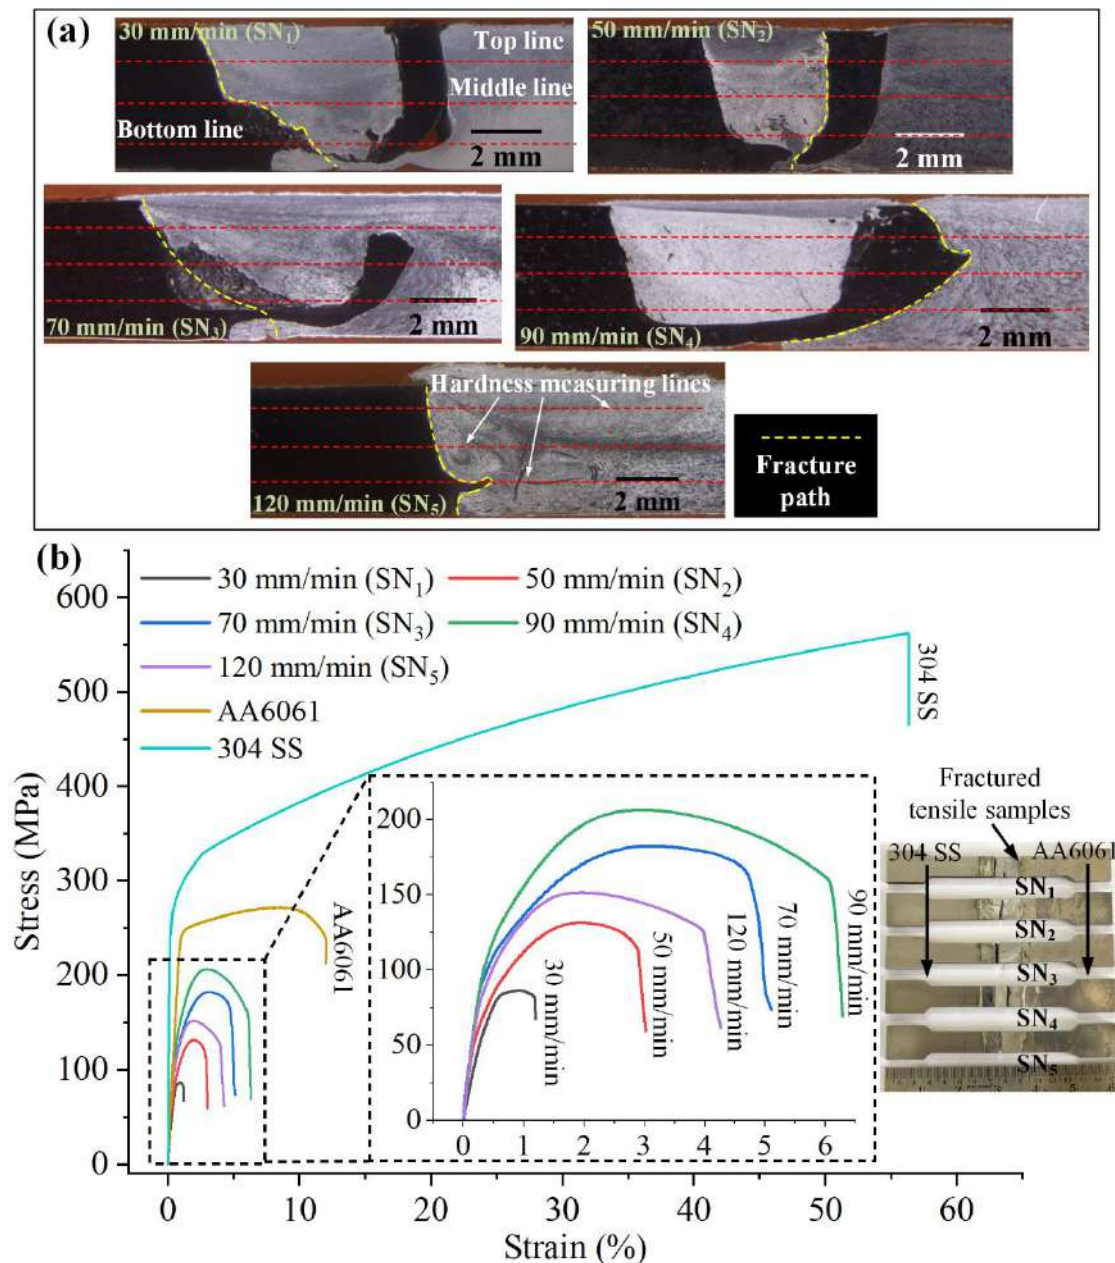 (a)
30 mm/min (SN₁)
Top line
Middle line
Bottom line
2 mm
50 mm/min (SN₂)
2 mm
70 mm/min (SN₃)
2 mm
90 mm/min (SN₄)
2 mm
Hardness measuring lines
120 mm/min (SN₅)
2 mm
Fracture
path
(b)
30 mm/min (SN₁)
50 mm/min (SN₂)
70 mm/min (SN₃)
90 mm/min (SN₄)
120 mm/min (SN₅)
AA6061
304 SS
Stress (MPa)
600
500
400
300
200
100
0
304 SS
AA6061
200
150
100
50
0
30 mm/min
50 mm/min
120 mm/min
70 mm/min
90 mm/min
0 1 2 3 4 5 6
Fractured
tensile samples
304 SS
AA6061
SN₁
SN₂
SN₃
SN₄
SN₅
0 10 20 30 40 50 60
Strain (%)